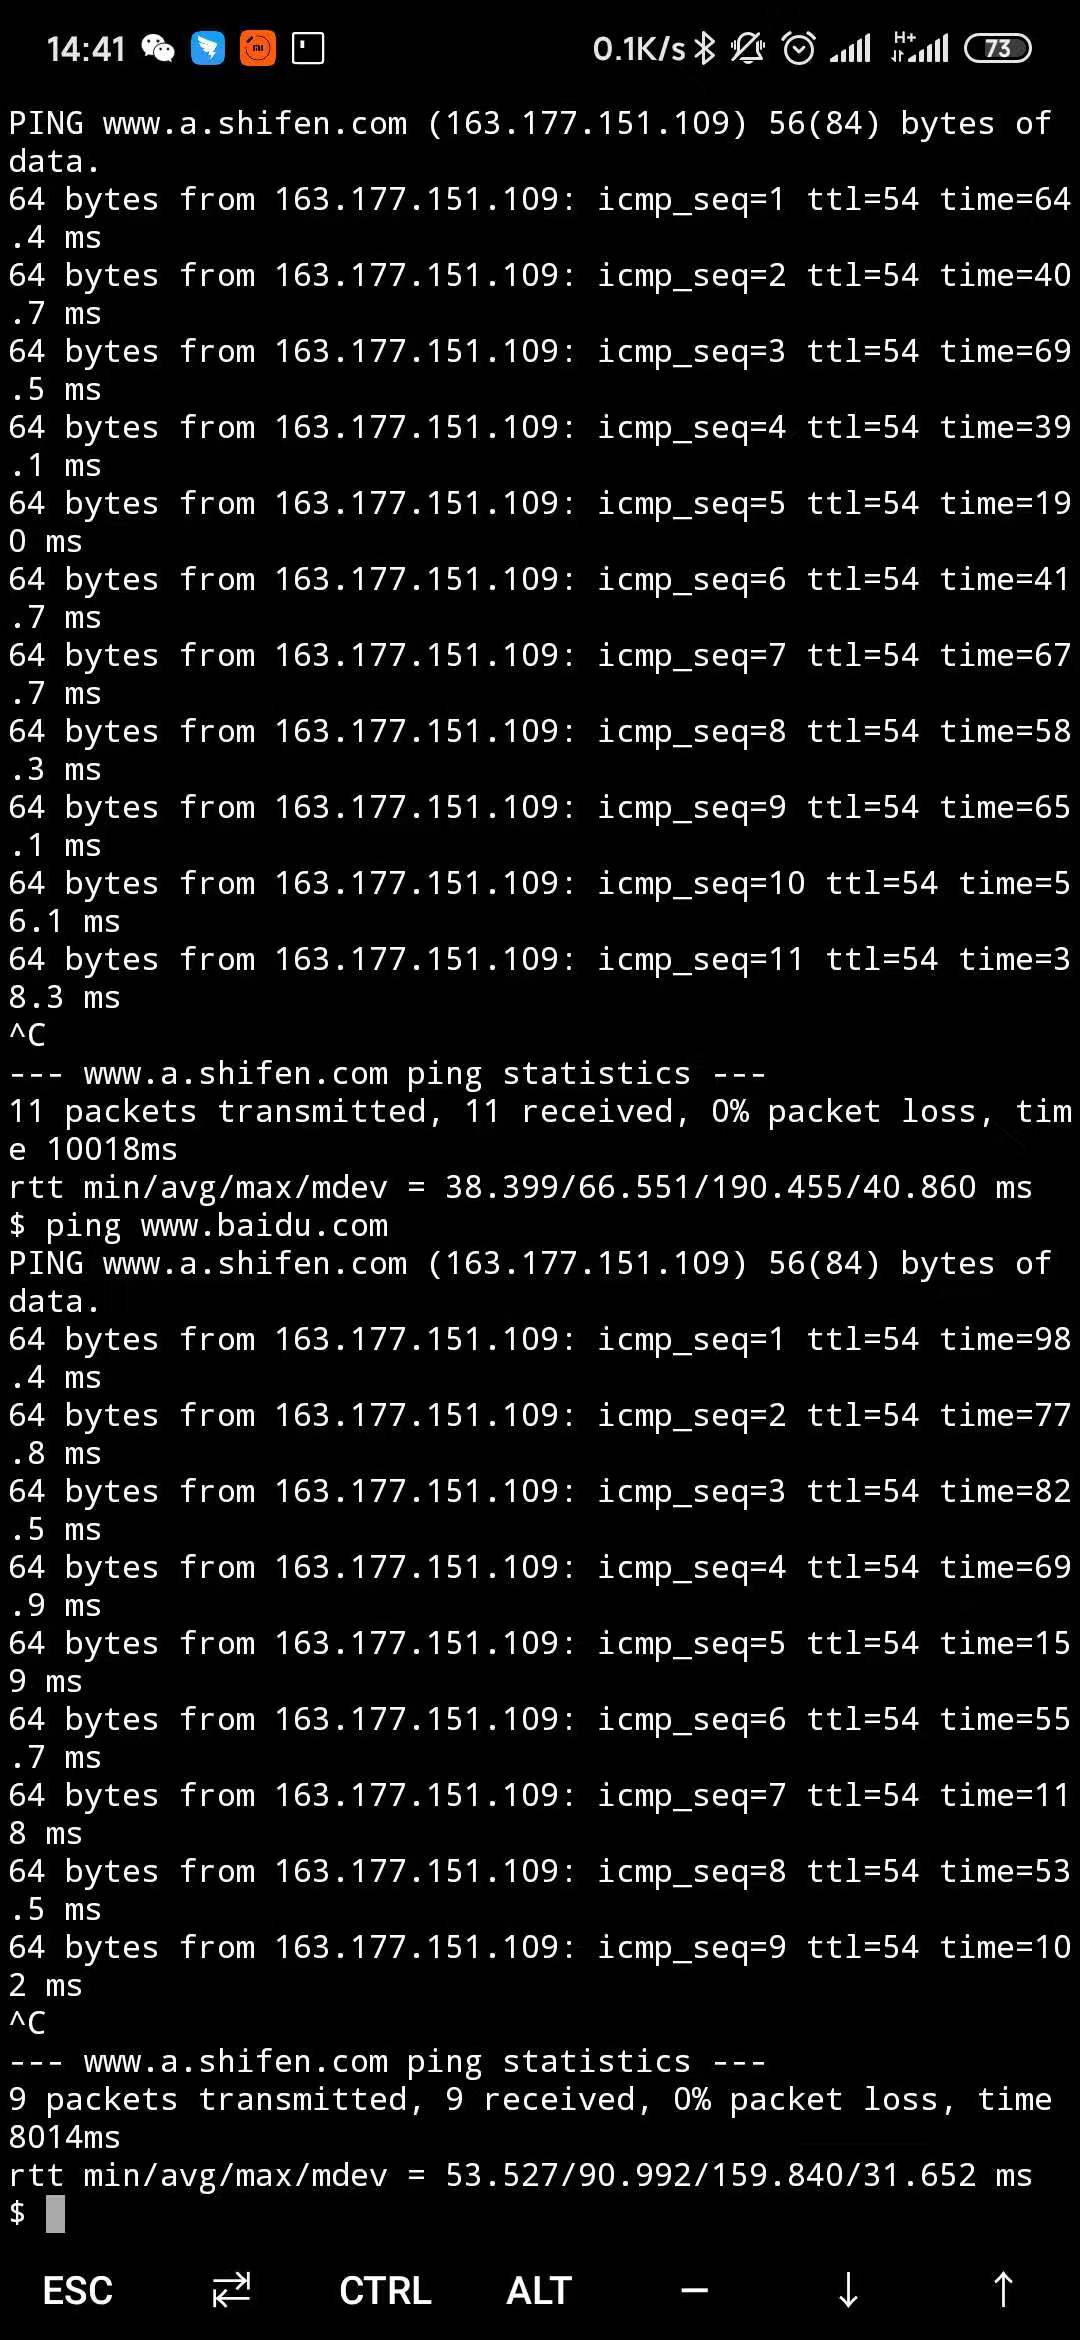 14:41 0.1K/s H+ 73
PING www.a.shifen.com (163.177.151.109) 56(84) bytes of
data.
64 bytes from 163.177.151.109: icmp_seq=1 ttl=54 time=64
.4 ms
64 bytes from 163.177.151.109: icmp_seq=2 ttl=54 time=40
.7 ms
64 bytes from 163.177.151.109: icmp_seq=3 ttl=54 time=69
.5 ms
64 bytes from 163.177.151.109: icmp_seq=4 ttl=54 time=39
.1 ms
64 bytes from 163.177.151.109: icmp_seq=5 ttl=54 time=19
0 ms
64 bytes from 163.177.151.109: icmp_seq=6 ttl=54 time=41
.7 ms
64 bytes from 163.177.151.109: icmp_seq=7 ttl=54 time=67
.7 ms
64 bytes from 163.177.151.109: icmp_seq=8 ttl=54 time=58
.3 ms
64 bytes from 163.177.151.109: icmp_seq=9 ttl=54 time=65
.1 ms
64 bytes from 163.177.151.109: icmp_seq=10 ttl=54 time=5
6.1 ms
64 bytes from 163.177.151.109: icmp_seq=11 ttl=54 time=3
8.3 ms
^C
--- www.a.shifen.com ping statistics ---
11 packets transmitted, 11 received, 0% packet loss, tim
e 10018ms
rtt min/avg/max/mdev = 38.399/66.551/190.455/40.860 ms
$ ping www.baidu.com
PING www.a.shifen.com (163.177.151.109) 56(84) bytes of
data.
64 bytes from 163.177.151.109: icmp_seq=1 ttl=54 time=98
.4 ms
64 bytes from 163.177.151.109: icmp_seq=2 ttl=54 time=77
.8 ms
64 bytes from 163.177.151.109: icmp_seq=3 ttl=54 time=82
.5 ms
64 bytes from 163.177.151.109: icmp_seq=4 ttl=54 time=69
.9 ms
64 bytes from 163.177.151.109: icmp_seq=5 ttl=54 time=15
9 ms
64 bytes from 163.177.151.109: icmp_seq=6 ttl=54 time=55
.7 ms
64 bytes from 163.177.151.109: icmp_seq=7 ttl=54 time=11
8 ms
64 bytes from 163.177.151.109: icmp_seq=8 ttl=54 time=53
.5 ms
64 bytes from 163.177.151.109: icmp_seq=9 ttl=54 time=10
2 ms
^C
--- www.a.shifen.com ping statistics ---
9 packets transmitted, 9 received, 0% packet loss, time
8014ms
rtt min/avg/max/mdev = 53.527/90.992/159.840/31.652 ms
$
ESC ⇄ CTRL ALT – ↓ ↑